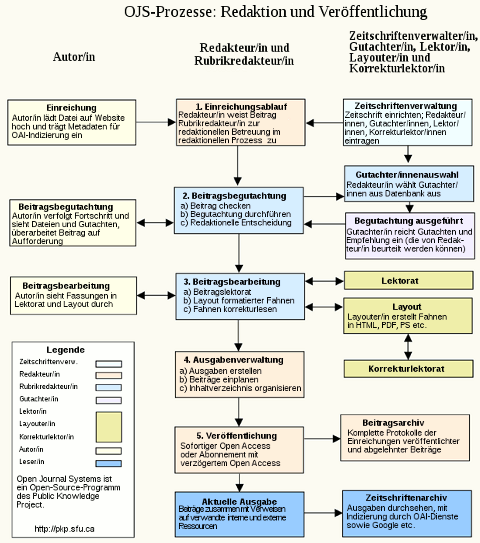 OJS-Prozesse: Redaktion und Veröffentlichung
Autor/in
Redakteur/in und
Rubrikredakteur/in
Zeitschriftenverwalter/in,
Gutachter/in, Lektor/in,
Layouter/in und
Korrekturlektor/in
Einreichung
Autor/in lädt Datei auf Website
hoch und trägt Metadaten für
OAI-Indizierung ein
1. Einreichungsablauf
Redakteur/in weist Beitrag
Rubrikredakteur/in zur
redaktionellen Betreuung im
redaktionellen Prozess zu
Zeitschriftenverwaltung
Zeitschrift einrichten; Redakteur/
innen, Gutachter/innen, Lektor/
innen, Korrekturlektor/innen
eintragen
Gutachter/innenauswahl
Redakteur/in wählt Gutachter/
innen aus Datenbank aus
Beitragsbegutachtung
Autor/in verfolgt Fortschritt und
sieht Dateien und Gutachten,
überarbeitet Beitrag auf
Aufforderung
2. Beitragsbegutachtung
a) Beitrag checken
b) Begutachtung durchführen
c) Redaktionelle Entscheidung
Begutachtung ausgeführt
Gutachter/in reicht Gutachten und
Empfehlung ein (die von Redak-
teur/in beurteilt werden können)
Beitragsbearbeitung
Autor/in sieht Fassungen in
Lektorat und Layout durch
3. Beitragsbearbeitung
a) Beitragslektorat
b) Layout formatierter Fahnen
c) Fahnen korrekturlesen
Lektorat
Layout
Layouter/in erstellt Fahnen
in HTML, PDF, PS etc.
Korrekturlektorat
4. Ausgabenverwaltung
a) Ausgaben erstellen
b) Beiträge einplanen
c) Inhaltverzeichnis organisieren
5. Veröffentlichung
Sofortiger Open Access
oder Abonnement mit
verzögertem Open Access
Beitragsarchiv
Komplette Protokolle der
Einreichungen veröffentlichter
und abgelehnter Beiträge
Aktuelle Ausgabe
Beiträge zusammen mit Verweisen
auf verwandte interne und externe
Ressourcen
Zeitschriftenarchiv
Ausgaben durchsehen, mit
Indizierung durch OAI-Dienste
sowie Google etc.
Legende
Zeitschriftenverw.
Redakteur/in
Rubrikredakteur/in
Gutachter/in
Lektor/in
Layouter/in
Korrekturlektor/in
Autor/in
Leser/in
Open Journal Systems ist
ein Open-Source-Programm
des Public Knowledge
Project.
http://pkp.sfu.ca